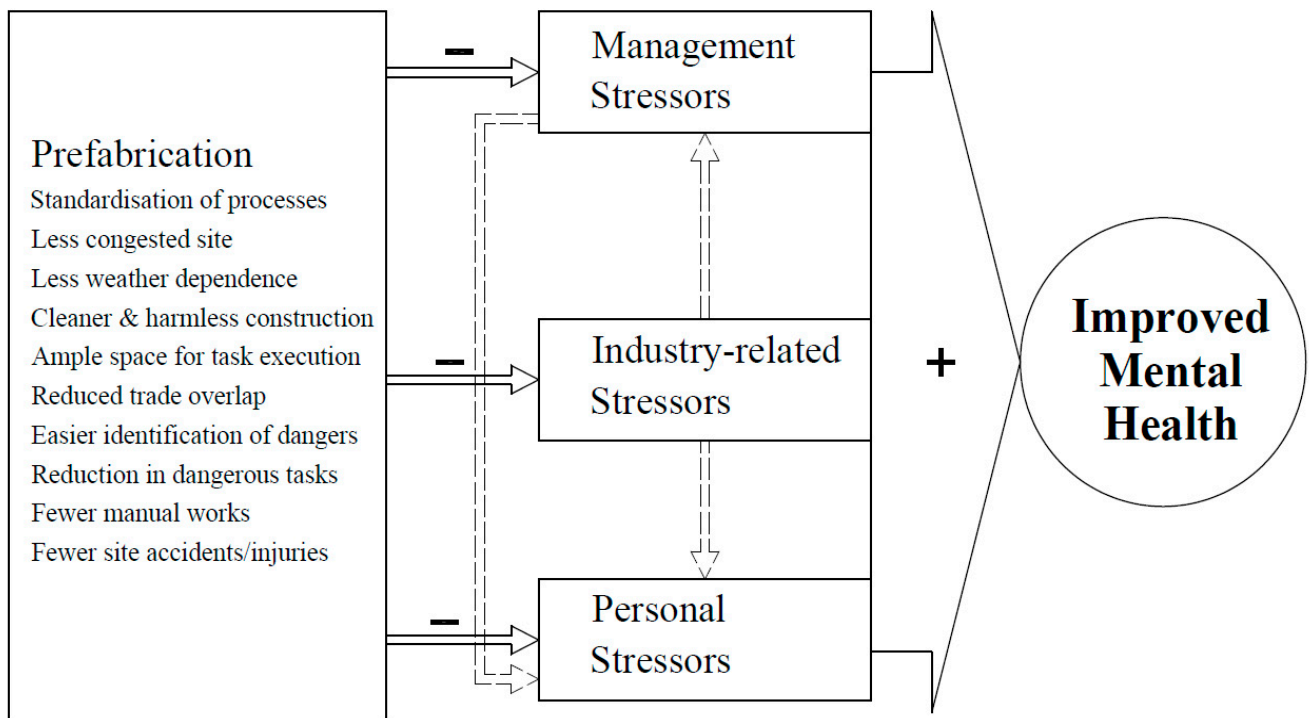 Prefabrication
Standardisation of processes
Less congested site
Less weather dependence
Cleaner & harmless construction
Ample space for task execution
Reduced trade overlap
Easier identification of dangers
Reduction in dangerous tasks
Fewer manual works
Fewer site accidents/injuries
-
-
-
Management
Stressors
Industry-related
Stressors
Personal
Stressors
+
Improved
Mental
Health